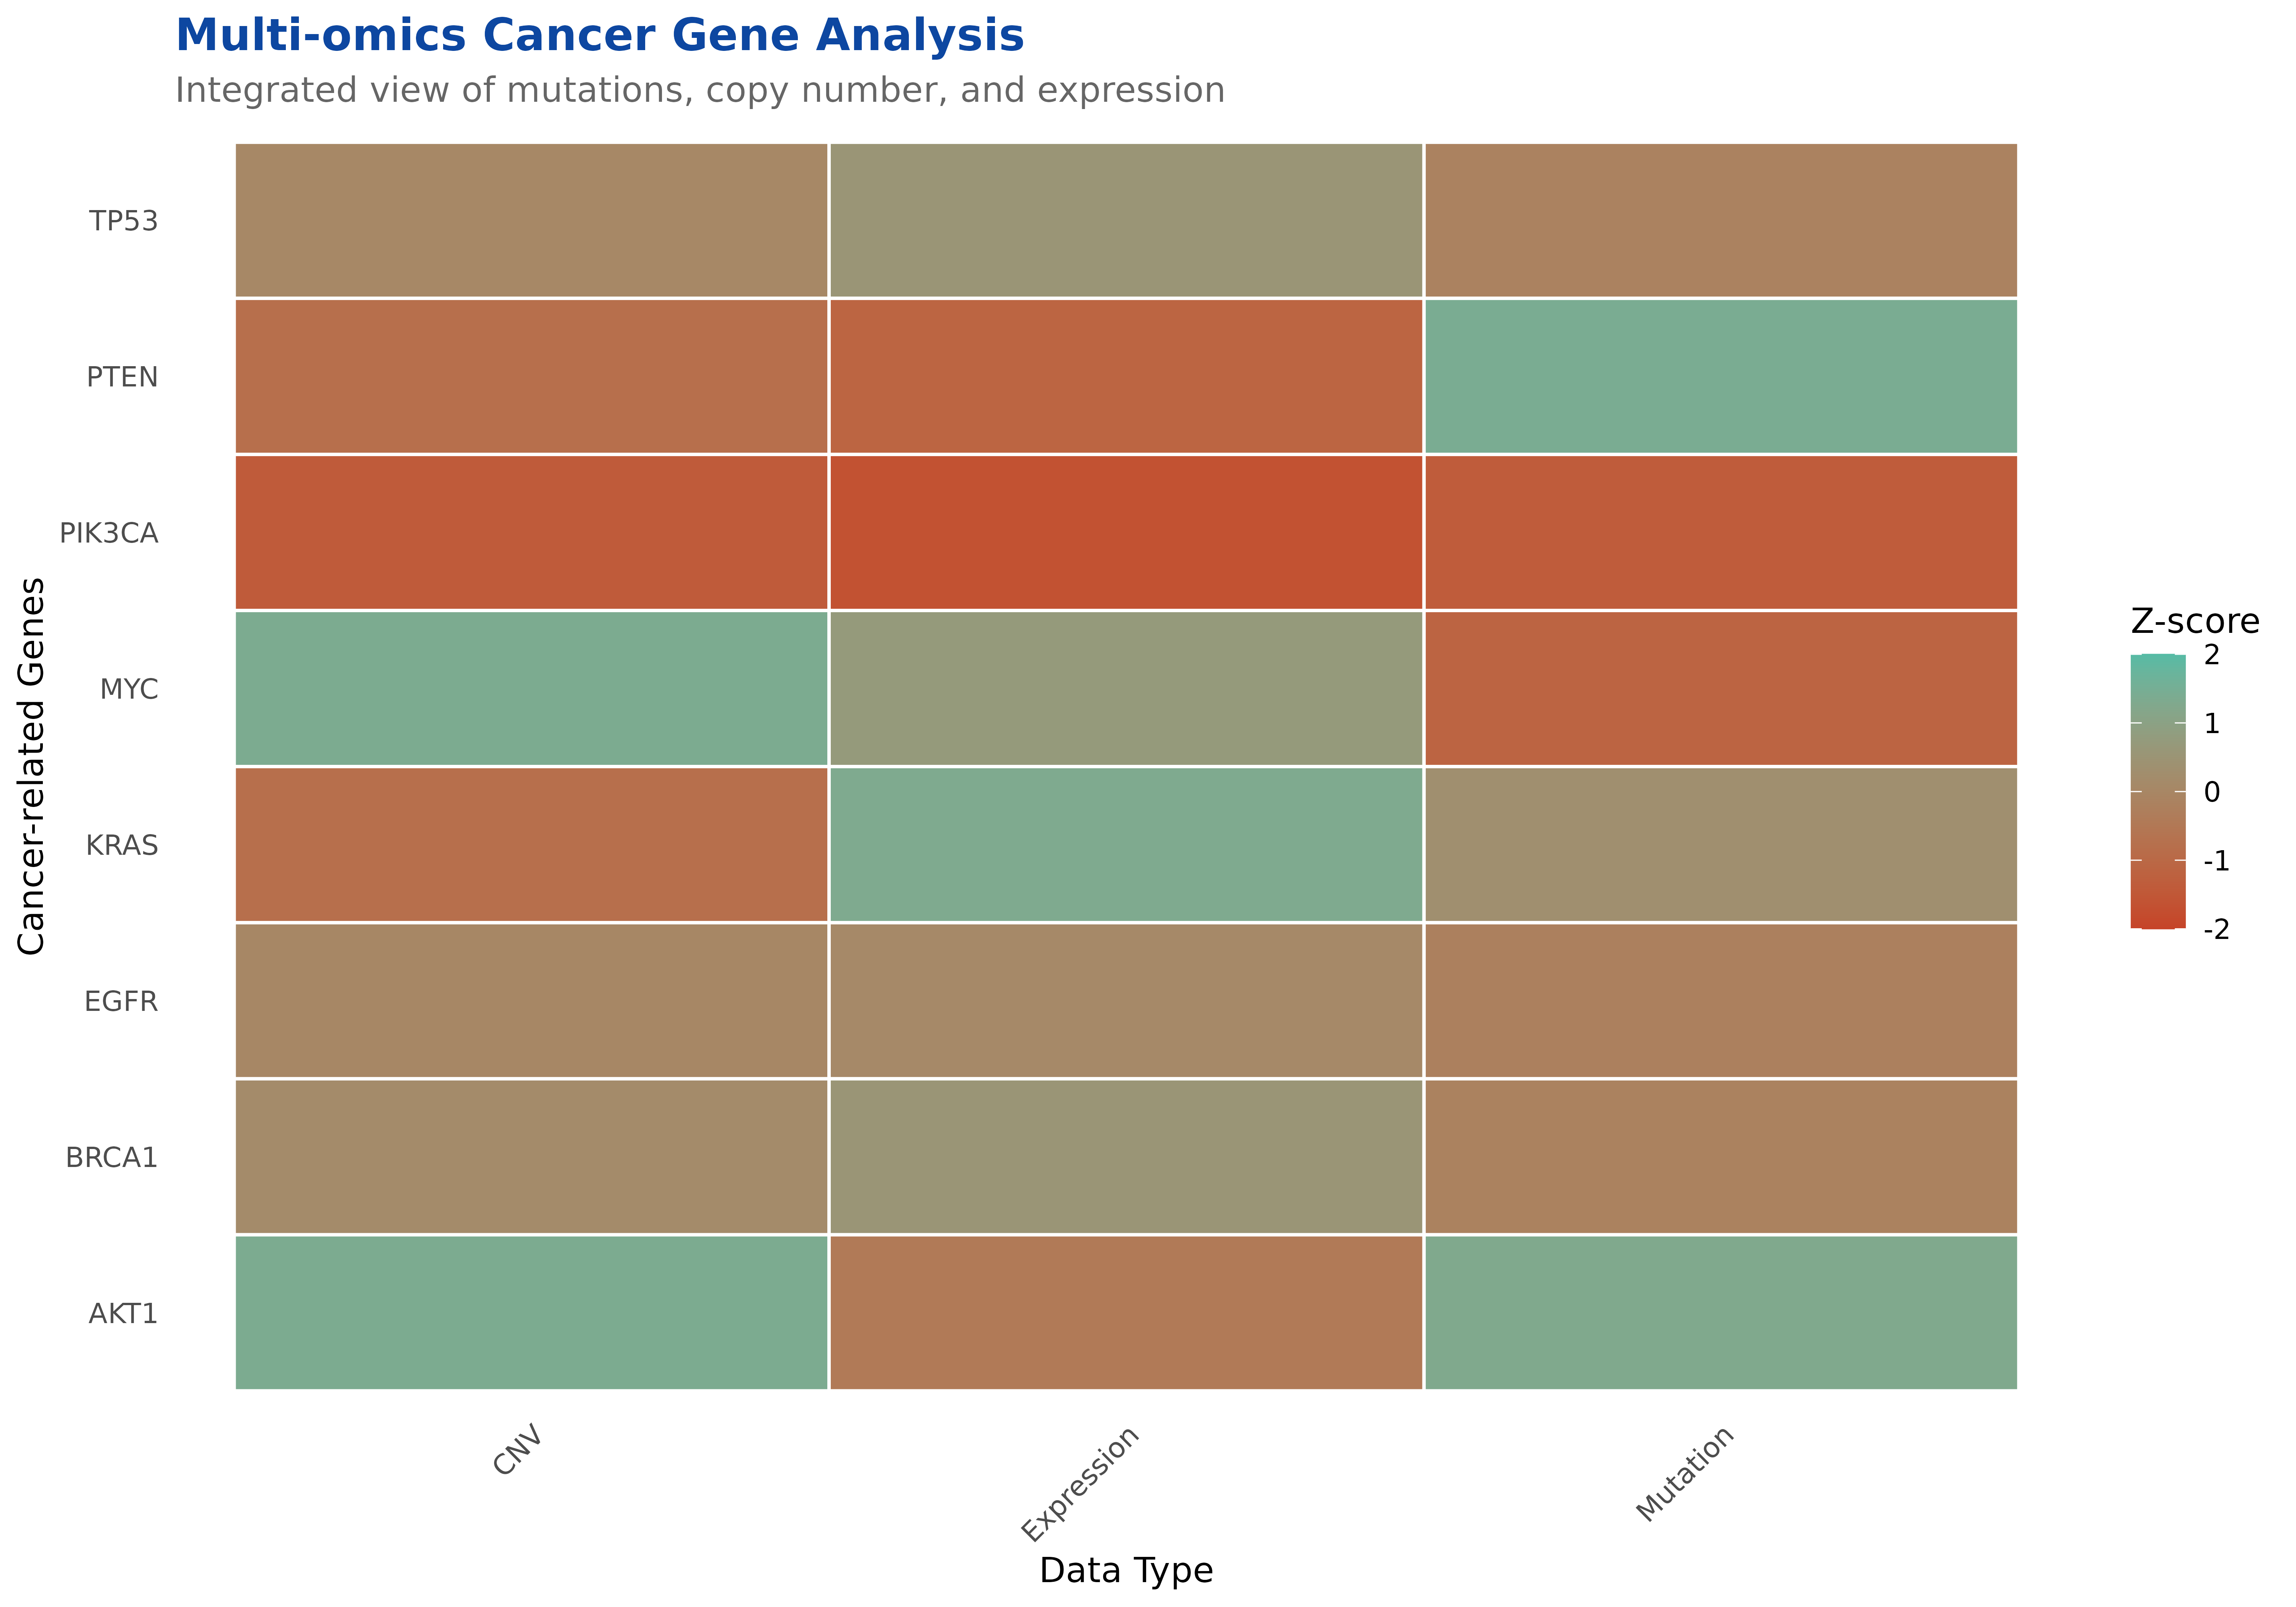 Multi-omics Cancer Gene Analysis
Integrated view of mutations, copy number, and expression
Cancer-related Genes
TP53
PTEN
PIK3CA
MYC
KRAS
EGFR
BRCA1
AKT1
CNV
Expression
Mutation
Data Type
Z-score
2
1
0
-1
-2